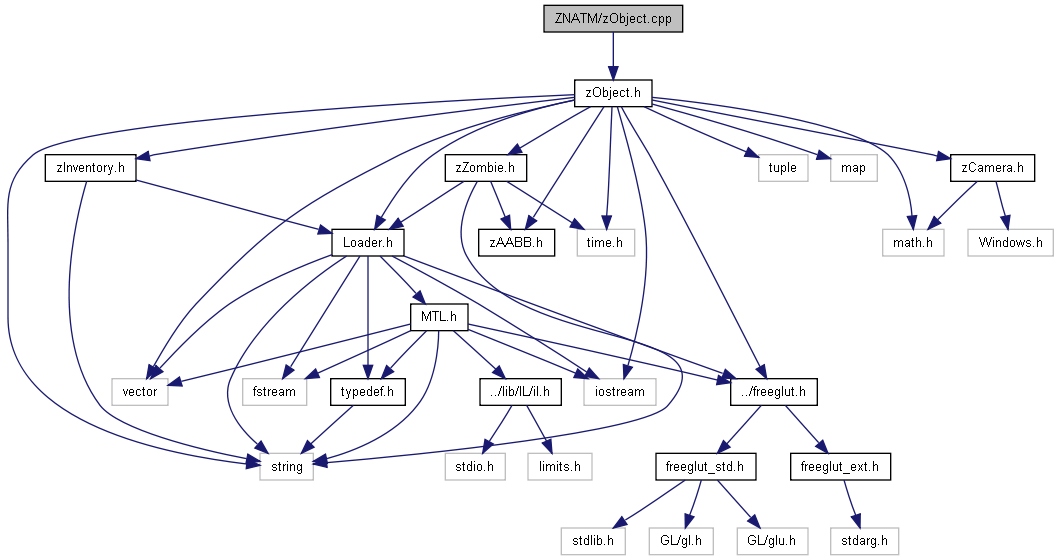 ZNATM/zObject.cpp
zObject.h
zInventory.h
zZombie.h
tuple
map
zCamera.h
Loader.h
zAABB.h
time.h
math.h
Windows.h
MTL.h
vector
fstream
typedef.h
../lib/IL/il.h
iostream
../freeglut.h
string
stdio.h
limits.h
freeglut_std.h
freeglut_ext.h
stdlib.h
GL/gl.h
GL/glu.h
stdarg.h